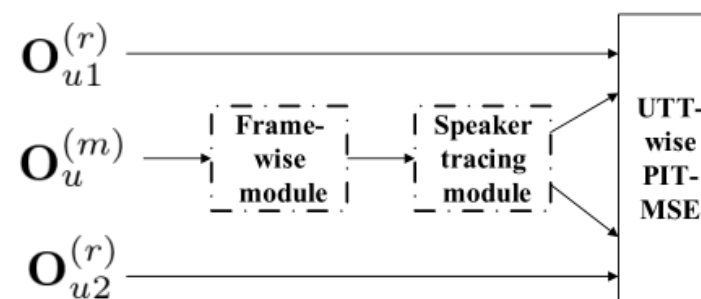 O_{u1}^{(r)}
O_u^{(m)}
Frame-
wise
module
Speaker
tracing
module
UTT-
wise
PIT-
MSE
O_{u2}^{(r)}